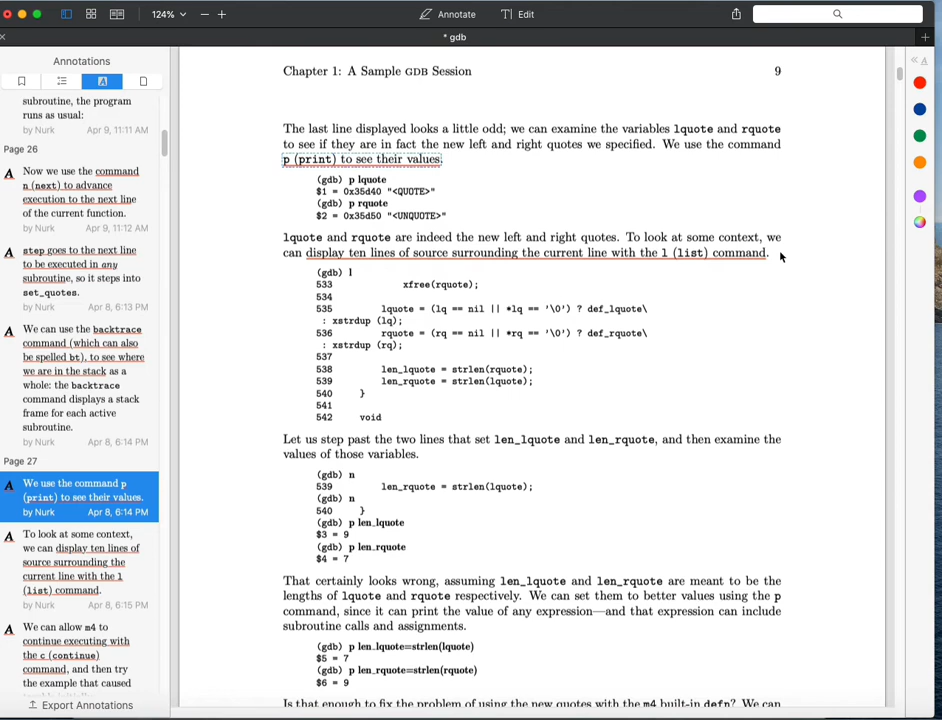 124%
Annotate
Edit
* gdb
Annotations
subroutine, the program
runs as usual:
by Nurk Apr 9, 11:11 AM
Page 26
Now we use the command
n (next) to advance
execution to the next line
of the current function.
by Nurk Apr 9, 11:12 AM
step goes to the next line
to be executed in any
subroutine, so it steps into
set_quotes.
by Nurk Apr 8, 6:13 PM
We can use the backtrace
command (which can also
be spelled bt), to see where
we are in the stack as a
whole: the backtrace
command displays a stack
frame for each active
subroutine.
by Nurk Apr 8, 6:14 PM
Page 27
We use the command p
(print) to see their values.
by Nurk Apr 8, 6:14 PM
To look at some context,
we can display ten lines of
source surrounding the
current line with the l
(list) command.
by Nurk Apr 8, 6:15 PM
We can allow m4 to
continue executing with
the c (continue)
command, and then try
the example that caused
Export Annotations
Chapter 1: A Sample GDB Session 9
The last line displayed looks a little odd; we can examine the variables lquote and rquote
to see if they are in fact the new left and right quotes we specified. We use the command
p (print) to see their values.
(gdb) p lquote
$1 = 0x35d40 "<QUOTE>"
(gdb) p rquote
$2 = 0x35d50 "<UNQUOTE>"
lquote and rquote are indeed the new left and right quotes. To look at some context, we
can display ten lines of source surrounding the current line with the l (list) command.
(gdb) l
533 xfree(rquote);
534
535 lquote = (lq == nil || *lq == '\0') ? def_lquote\
: xstrdup (lq);
536 rquote = (rq == nil || *rq == '\0') ? def_rquote\
: xstrdup (rq);
537
538 len_lquote = strlen(rquote);
539 len_rquote = strlen(lquote);
540 }
541
542 void
Let us step past the two lines that set len_lquote and len_rquote, and then examine the
values of those variables.
(gdb) n
539 len_rquote = strlen(lquote);
(gdb) n
540 }
(gdb) p len_lquote
$3 = 9
(gdb) p len_rquote
$4 = 7
That certainly looks wrong, assuming len_lquote and len_rquote are meant to be the
lengths of lquote and rquote respectively. We can set them to better values using the p
command, since it can print the value of any expression—and that expression can include
subroutine calls and assignments.
(gdb) p len_lquote=strlen(lquote)
$5 = 7
(gdb) p len_rquote=strlen(rquote)
$6 = 9
Is that enough to fix the problem of using the new quotes with the m4 built-in defn? We can